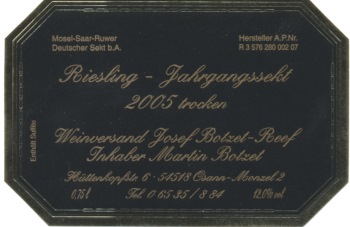 Mosel-Saar-Ruwer
Deutscher Sekt b.A.
Hersteller A.P.Nr.
R 3 576 280 002 07
Riesling - Jahrgangssekt
2005 trocken
Weinversand Josef Botzet-Reef
Inhaber Martin Botzet
Hüttenkopfstr. 6 · 54518 Osann-Monzel 2
0,75 l
Tel. 0 65 35 / 8 84
12,0% vol
Enthält Sulfite